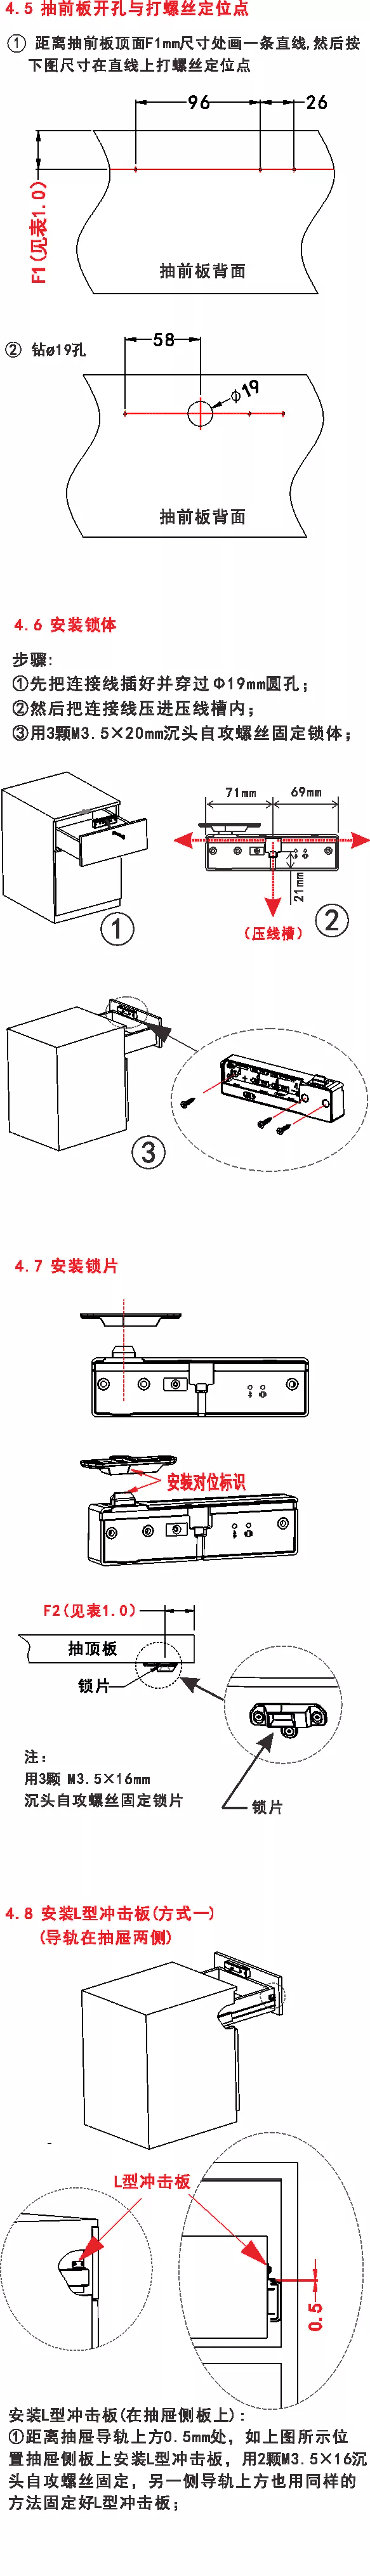 4.5 抽前板开孔与打螺丝定位点
① 距离抽前板顶面F1mm尺寸处画一条直线,然后按
下图尺寸在直线上打螺丝定位点
96
26
F1(见表1.0)
抽前板背面
58
② 钻ø19孔
ϕ19
抽前板背面
4.6 安装锁体
步骤:
①先把连接线插好并穿过Φ19mm圆孔；
②然后把连接线压进压线槽内；
③用3颗M3.5×20mm沉头自攻螺丝固定锁体；
71mm
69mm
21mm
(压线槽)
①
②
③
4.7 安装锁片
安装对位标识
F2(见表1.0)
抽顶板
锁片
注：
用3颗 M3.5×16mm
沉头自攻螺丝固定锁片
锁片
4.8 安装L型冲击板(方式一)
(导轨在抽屉两侧)
L型冲击板
0.5
安装L型冲击板(在抽屉侧板上)：
①距离抽屉导轨上方0.5mm处，如上图所示位
置抽屉侧板上安装L型冲击板，用2颗M3.5×16沉
头自攻螺丝固定，另一侧导轨上方也用同样的
方法固定好L型冲击板；